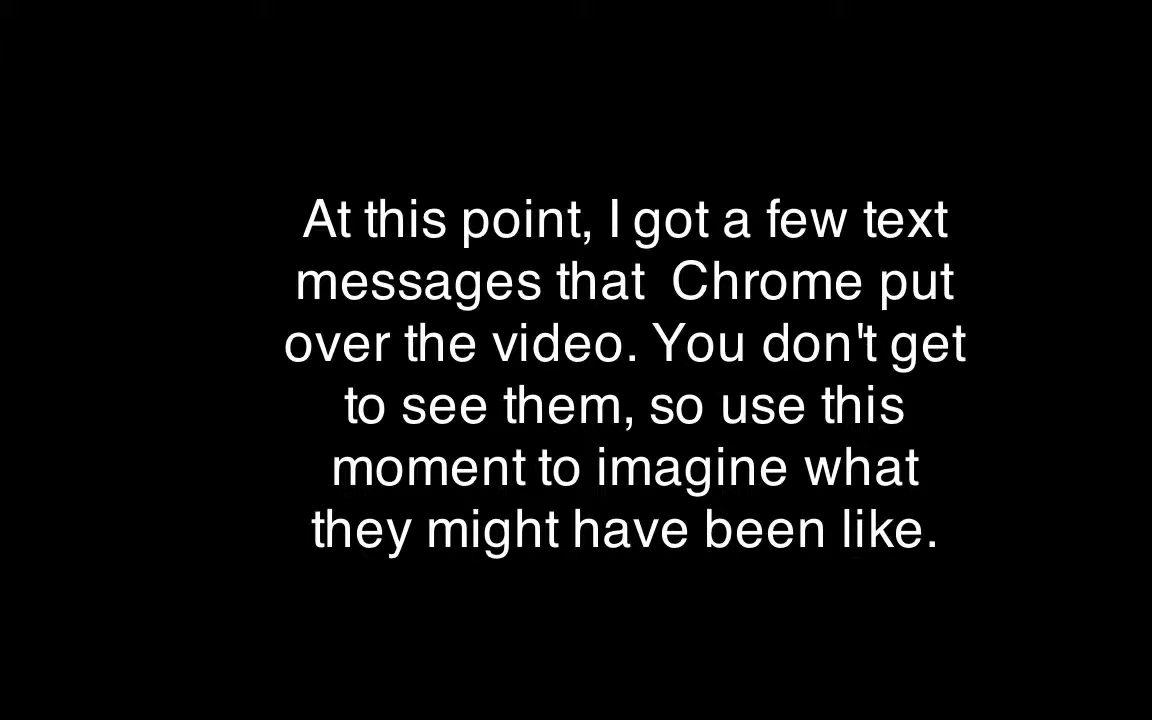 At this point, I got a few text
messages that  Chrome put
over the video. You don't get
to see them, so use this
moment to imagine what
they might have been like.